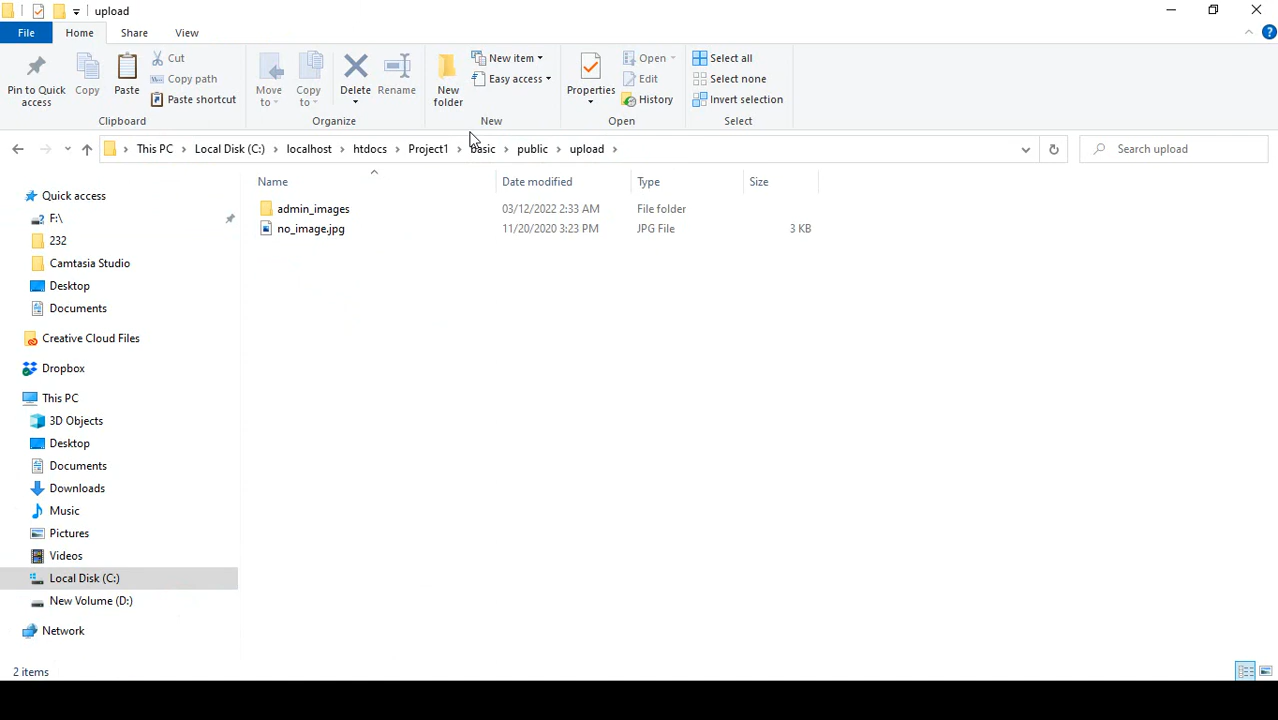 upload
File Home Share View
Pin to Quick access
Copy
Paste
Cut
Copy path
Paste shortcut
Clipboard
Move to
Copy to
Delete
Rename
Organize
New folder
New item
Easy access
New
Properties
Open
Edit
History
Open
Select all
Select none
Invert selection
Select
This PC Local Disk (C:) localhost htdocs Project1 basic public upload
Search upload
Name Date modified Type Size
admin_images 03/12/2022 2:33 AM File folder
no_image.jpg 11/20/2020 3:23 PM JPG File 3 KB
Quick access
F:\
232
Camtasia Studio
Desktop
Documents
Creative Cloud Files
Dropbox
This PC
3D Objects
Desktop
Documents
Downloads
Music
Pictures
Videos
Local Disk (C:)
New Volume (D:)
Network
2 items